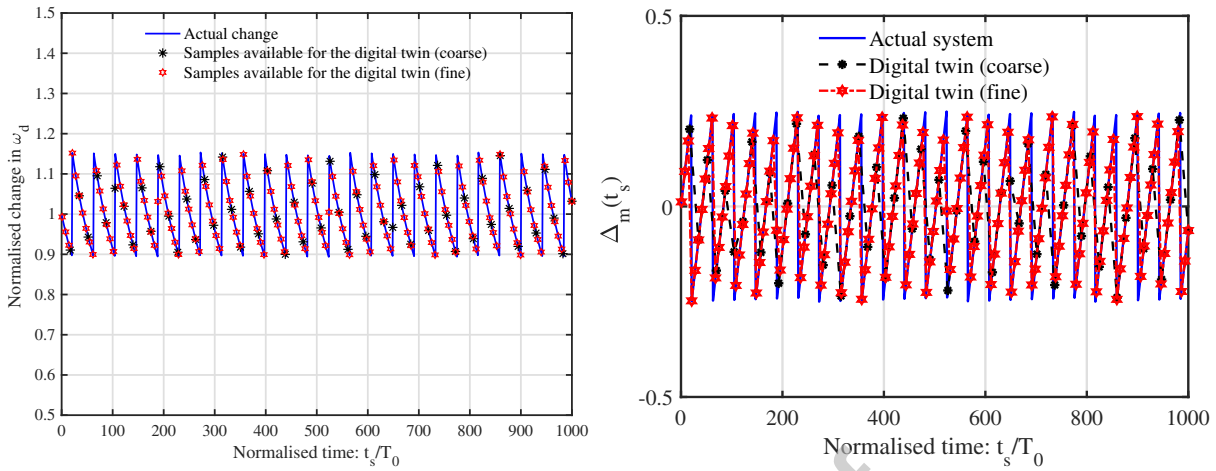 1.5
1.4
1.3
1.2
1.1
1
0.9
0.8
0.7
0.6
0.5
Normalised change in ω_d
Actual change
Samples available for the digital twin (coarse)
Samples available for the digital twin (fine)
0 100 200 300 400 500 600 700 800 900 1000
Normalised time: t_s/T_0
0.5
0
-0.5
Δ_m(t_s)
Actual system
Digital twin (coarse)
Digital twin (fine)
0 200 400 600 800 1000
Normalised time: t_s/T_0